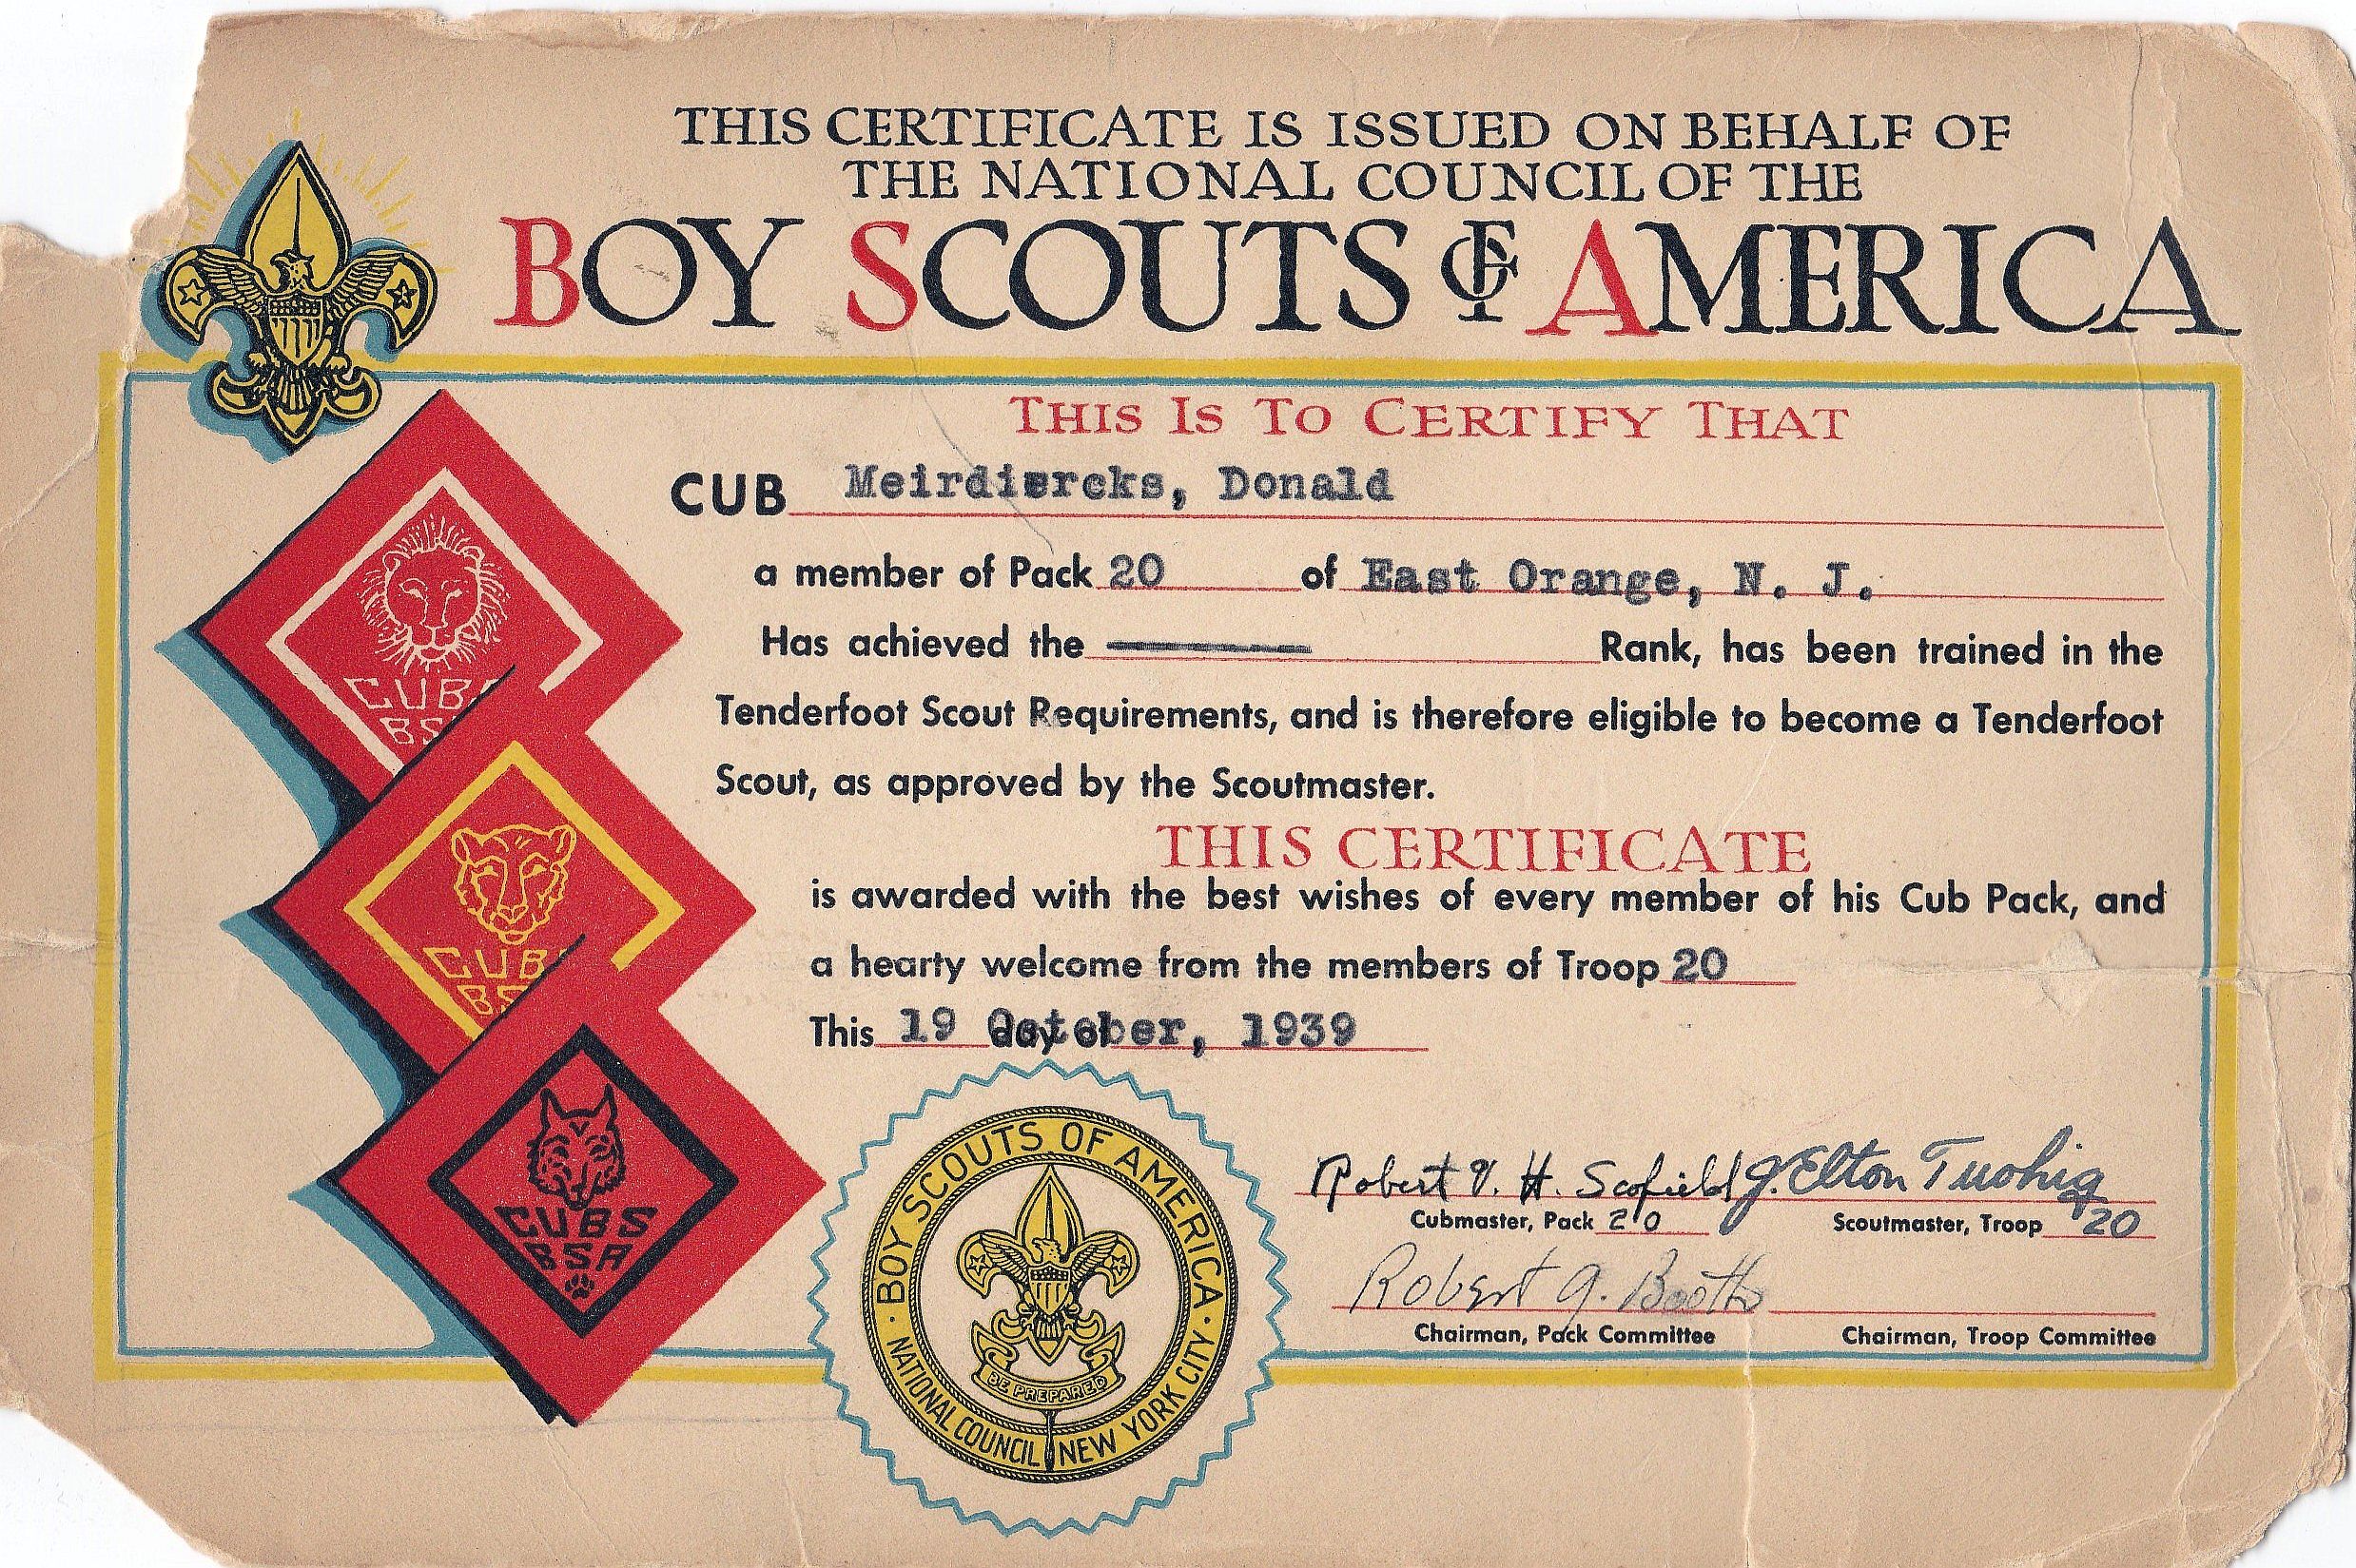 THIS CERTIFICATE IS ISSUED ON BEHALF OF
THE NATIONAL COUNCIL OF THE
BOY SCOUTS OF AMERICA
THIS IS TO CERTIFY THAT
CUB Meirdiercks, Donald
a member of Pack 20 of East Orange, N. J.
Has achieved the ———— Rank, has been trained in the
Tenderfoot Scout Requirements, and is therefore eligible to become a Tenderfoot
Scout, as approved by the Scoutmaster.
THIS CERTIFICATE
is awarded with the best wishes of every member of his Cub Pack, and
a hearty welcome from the members of Troop 20
This 19 day of October, 1939
CUBS
BS
CUB
BS
CUBS
BSA
BOY SCOUTS OF AMERICA
BE PREPARED
NATIONAL COUNCIL NEW YORK CITY
Robert V. H. Scofield J. Elton Tuohig
Cubmaster, Pack 20 Scoutmaster, Troop 20
Robert G. Booth
Chairman, Pack Committee Chairman, Troop Committee